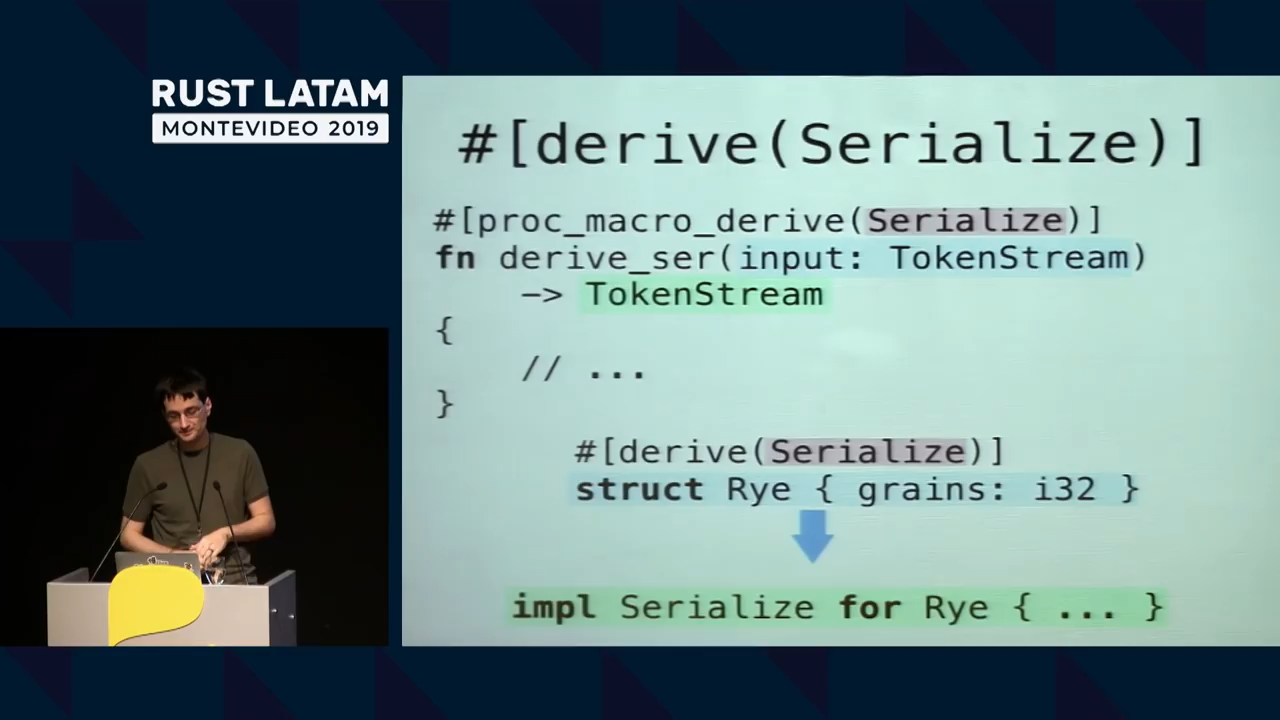 RUST LATAM
MONTEVIDEO 2019
#[derive(Serialize)]
#[proc_macro_derive(Serialize)]
fn derive_ser(input: TokenStream)
    -> TokenStream
{
    // ...
}
#[derive(Serialize)]
struct Rye { grains: i32 }
impl Serialize for Rye { ... }